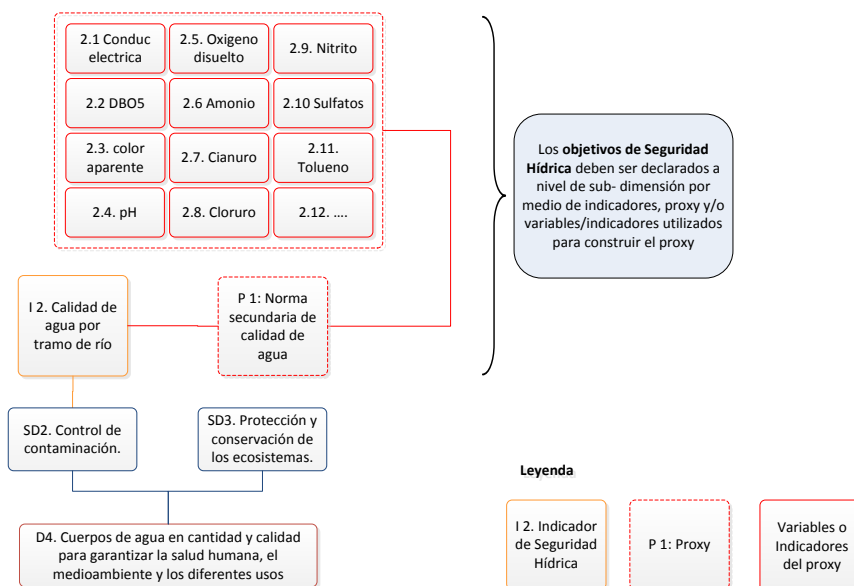 2.1 Conduc
electrica
2.5. Oxigeno
disuelto
2.9. Nitrito
2.2 DBO5
2.6 Amonio
2.10 Sulfatos
2.3. color
aparente
2.7. Cianuro
2.11.
Tolueno
2.4. pH
2.8. Cloruro
2.12. ....
Los objetivos de Seguridad
Hídrica deben ser declarados a
nivel de sub- dimensión por
medio de indicadores, proxy y/o
variables/indicadores utilizados
para construir el proxy
I 2. Calidad de
agua por
tramo de río
P 1: Norma
secundaria de
calidad de
agua
SD2. Control de
contaminación.
SD3. Protección y
conservación de
los ecosistemas.
D4. Cuerpos de agua en cantidad y calidad
para garantizar la salud humana, el
medioambiente y los diferentes usos
Leyenda
I 2. Indicador
de Seguridad
Hídrica
P 1: Proxy
Variables o
Indicadores
del proxy